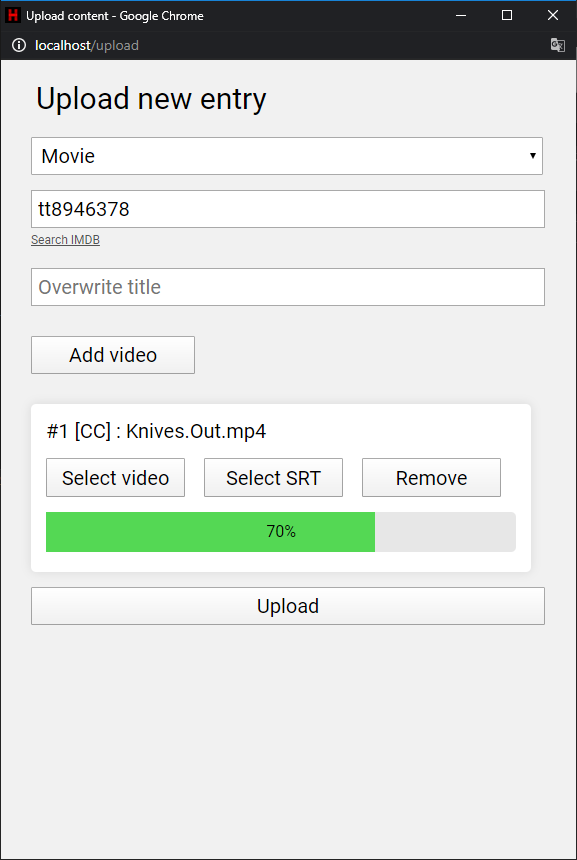 H Upload content - Google Chrome
localhost/upload
Upload new entry
Movie
tt8946378
Search IMDB
Overwrite title
Add video
#1 [CC] : Knives.Out.mp4
Select video Select SRT Remove
70%
Upload